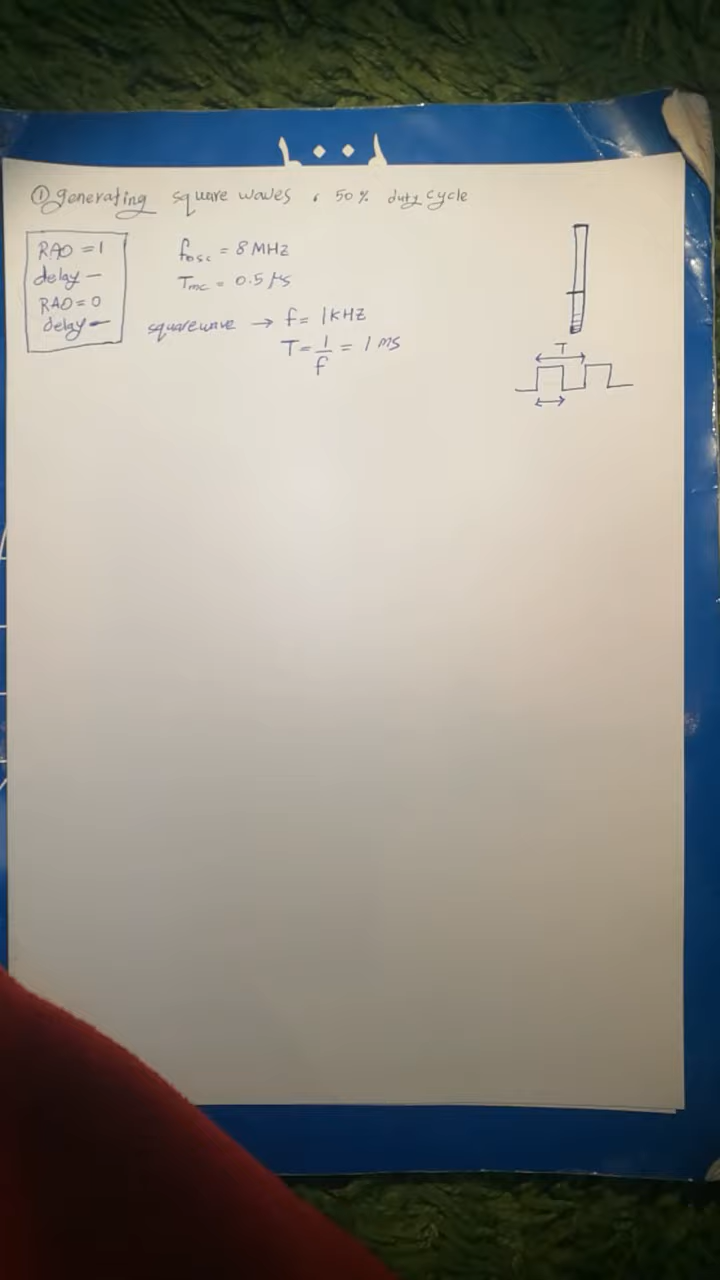 ① generating square waves, 50% duty cycle
RA0 = 1
delay —
RA0 = 0
delay —
fosc = 8 MHZ
Tmc = 0.5 μs
squarewave → f = 1 KHZ
T = 1/f = 1 ms
T